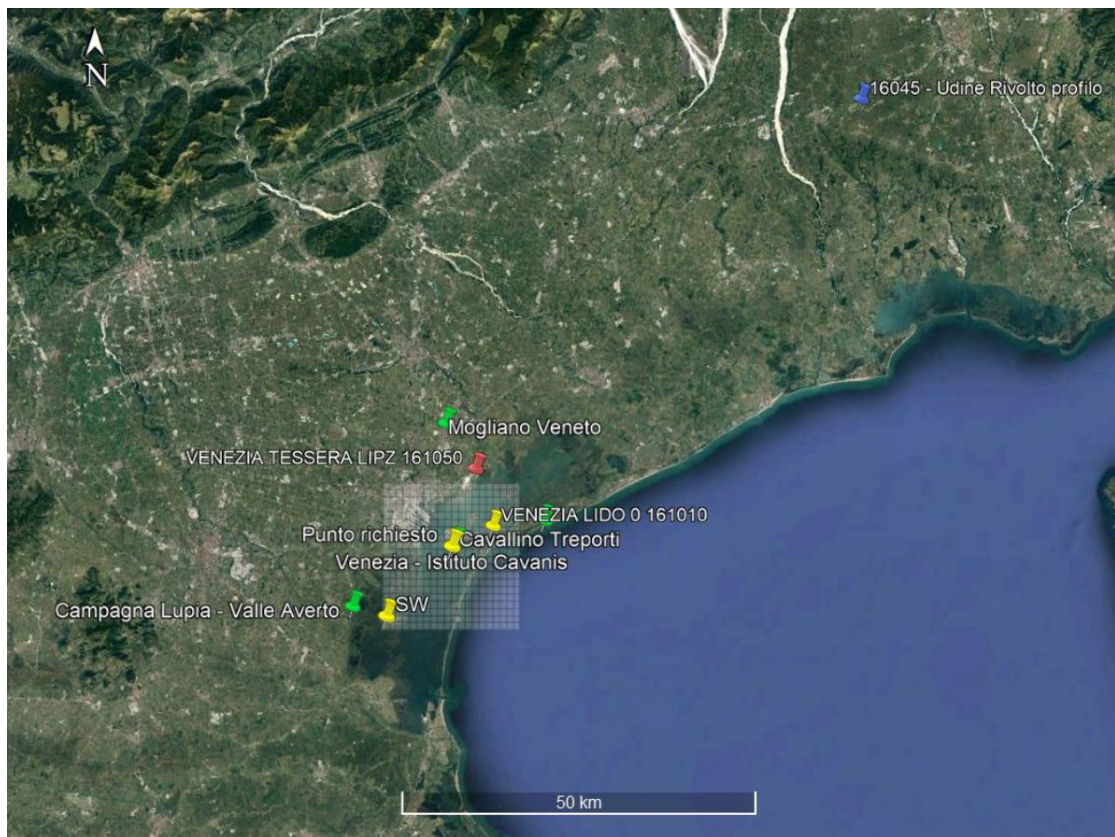 N
16045 - Udine Rivolto profilo
Mogliano Veneto
VENEZIA TESSERA LIPZ 161050
VENEZIA LIDO 0 161010
Punto richiesto
Cavallino Treporti
Venezia - Istituto Cavanis
Campagna Lupia - Valle Averto
SW
50 km